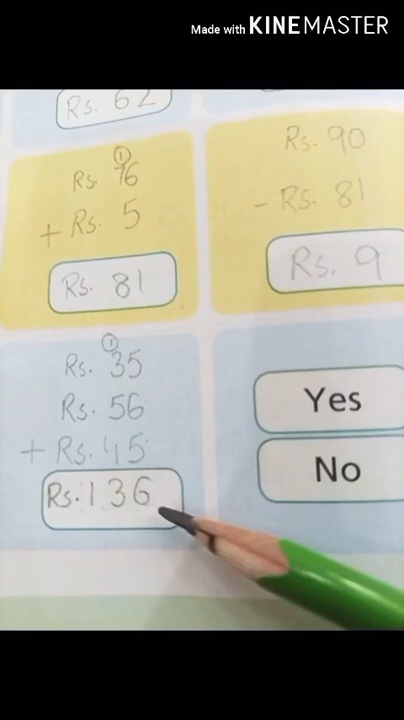 Made with KINEMASTER
Rs. 62
①
Rs. 76
+ Rs. 5
Rs. 81
Rs. 90
- Rs. 81
Rs. 9
①
Rs. 35
Rs. 56
+ Rs. 45
Rs. 136
Yes
No